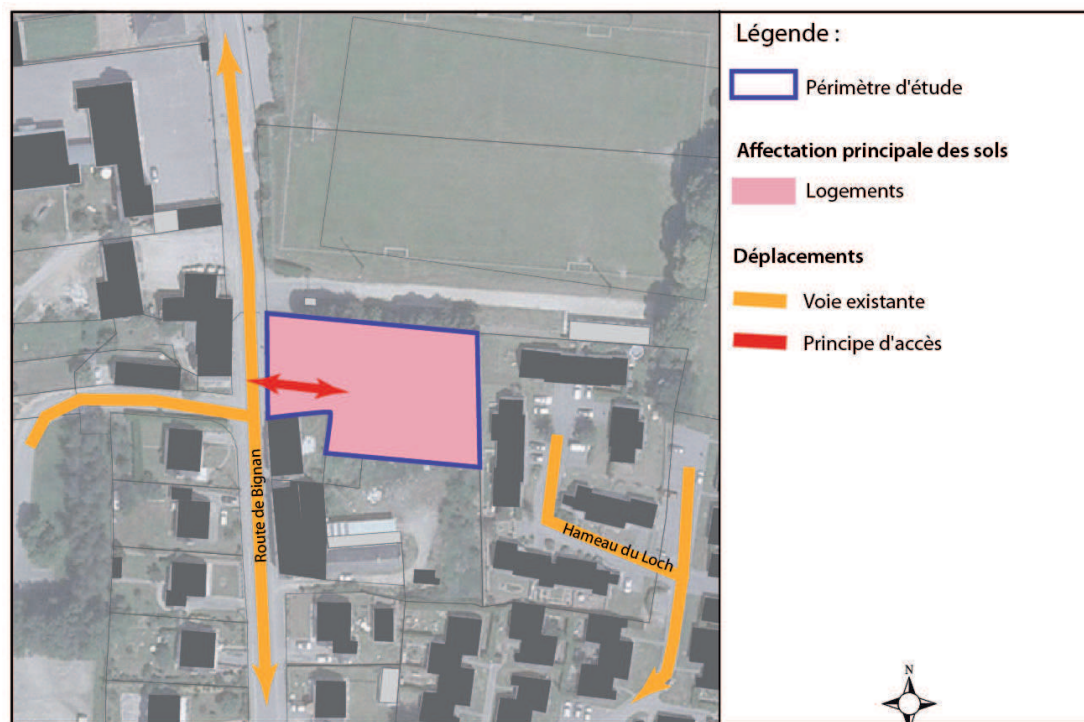 Légende :
Périmètre d'étude
Affectation principale des sols
Logements
Déplacements
Voie existante
Principe d'accès
Route de Bignan
Hameau du Loch
N